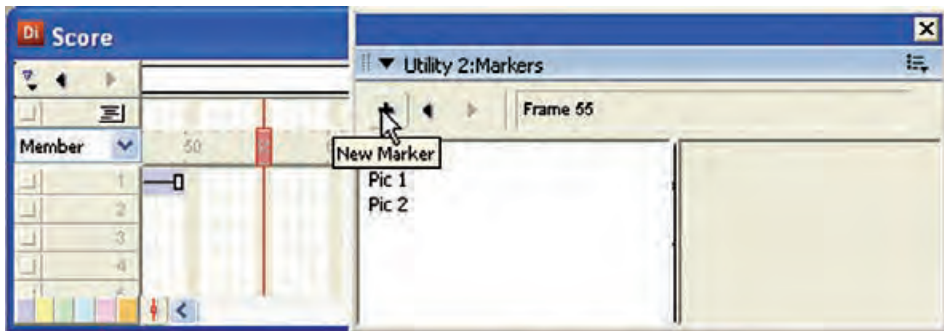 Di Score
Utility 2:Markers
Frame 55
Member
50
New Marker
1
Pic 1
2
Pic 2
3
4